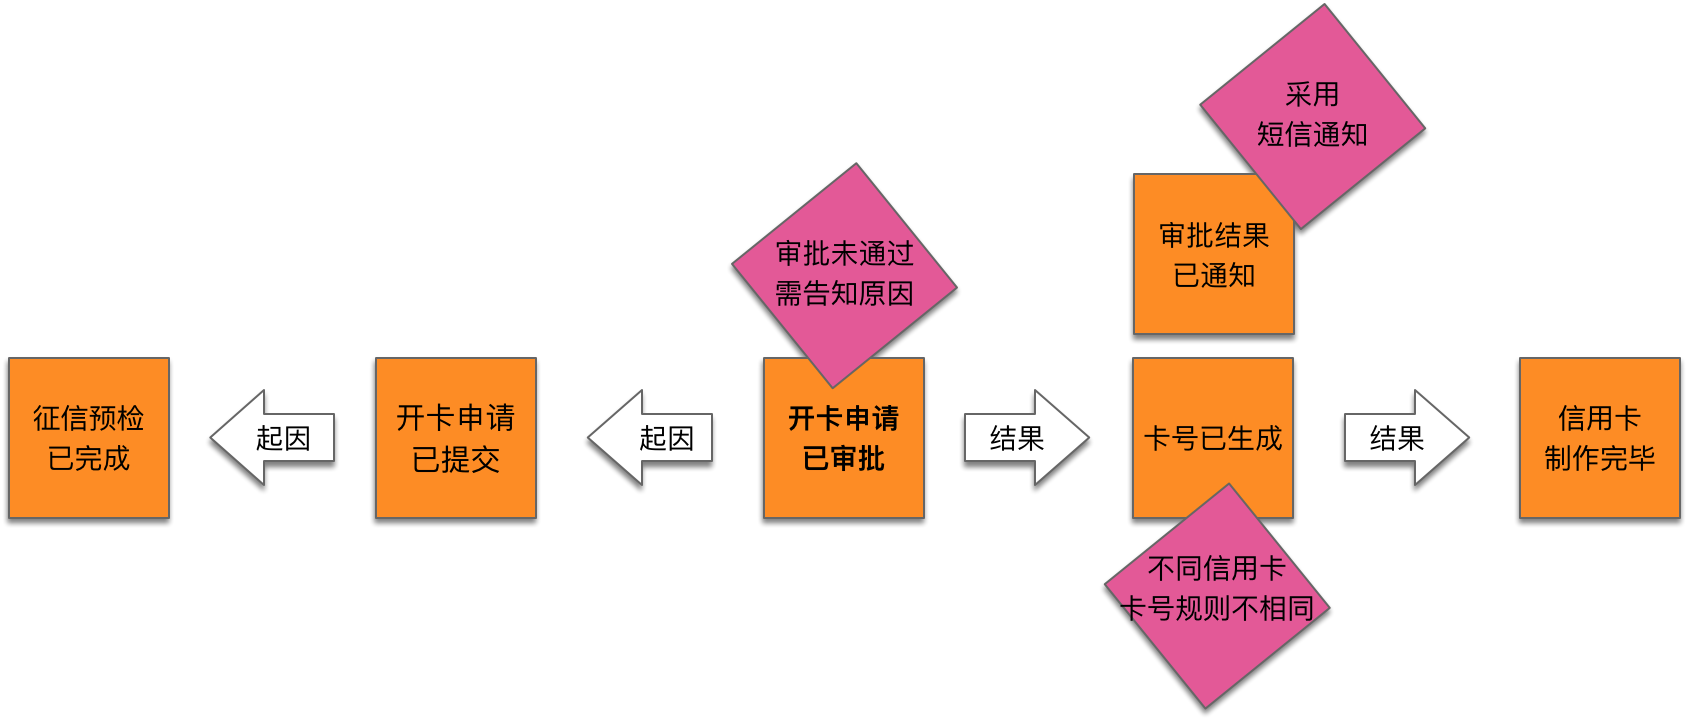 采用
短信通知
审批未通过
需告知原因
审批结果
已通知
征信预检
已完成
起因
开卡申请
已提交
起因
开卡申请
已审批
结果
卡号已生成
结果
信用卡
制作完毕
不同信用卡
卡号规则不相同